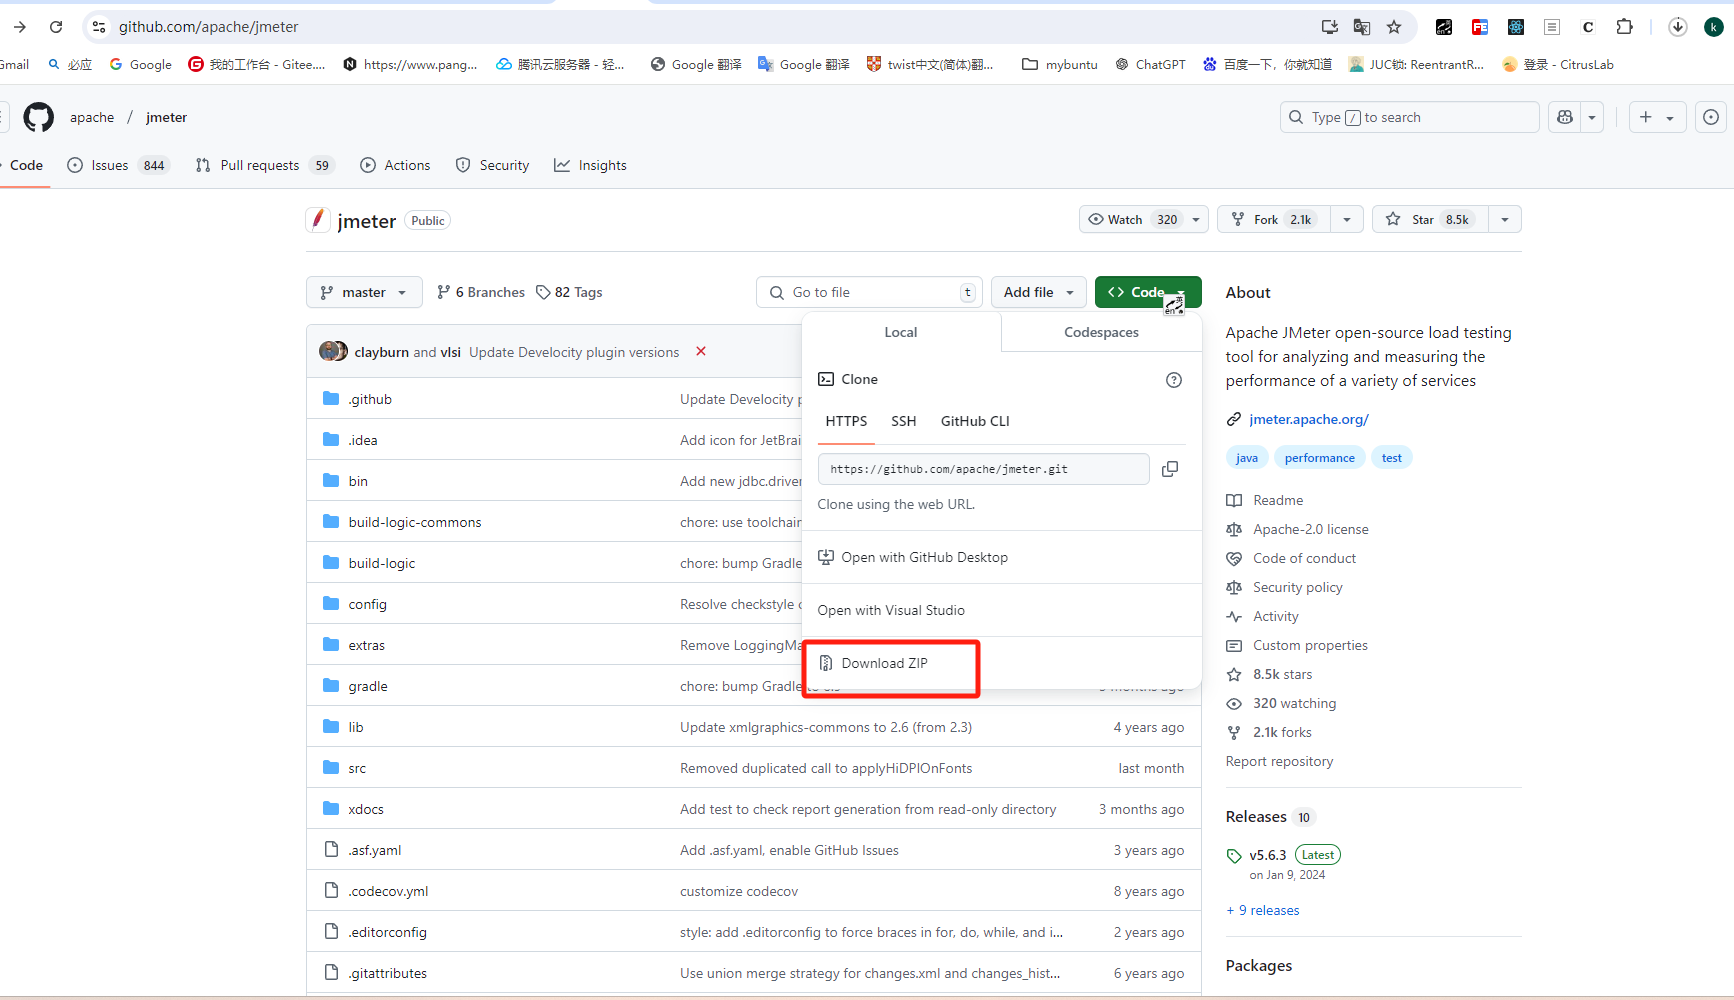 github.com/apache/jmeter
Gmail 必应 Google 我的工作台 - Gitee.... https://www.pang... 腾讯云服务器 - 轻... Google 翻译 Google 翻译 twist中文(简体)翻... mybuntu ChatGPT 百度一下，你就知道 JUC锁: ReentrantR... 登录 - CitrusLab
apache / jmeter Type / to search
Code Issues 844 Pull requests 59 Actions Security Insights
jmeter Public Watch 320 Fork 2.1k Star 8.5k
master 6 Branches 82 Tags Go to file t Add file Code
clayburn and vlsi Update Develocity plugin versions
.github Update Develocity p
.idea Add icon for JetBrai
bin Add new jdbc.driver
build-logic-commons chore: use toolchain
build-logic chore: bump Gradle
config Resolve checkstyle
extras Remove LoggingMa
gradle chore: bump Gradle
lib Update xmlgraphics-commons to 2.6 (from 2.3) 4 years ago
src Removed duplicated call to applyHiDPIOnFonts last month
xdocs Add test to check report generation from read-only directory 3 months ago
.asf.yaml Add .asf.yaml, enable GitHub Issues 3 years ago
.codecov.yml customize codecov 8 years ago
.editorconfig style: add .editorconfig to force braces in for, do, while, and i... 2 years ago
.gitattributes Use union merge strategy for changes.xml and changes_hist... 6 years ago
Local Codespaces
Clone
HTTPS SSH GitHub CLI
https://github.com/apache/jmeter.git
Clone using the web URL.
Open with GitHub Desktop
Open with Visual Studio
Download ZIP
About
Apache JMeter open-source load testing
tool for analyzing and measuring the
performance of a variety of services
jmeter.apache.org/
java performance test
Readme
Apache-2.0 license
Code of conduct
Security policy
Activity
Custom properties
8.5k stars
320 watching
2.1k forks
Report repository
Releases 10
v5.6.3 Latest
on Jan 9, 2024
+ 9 releases
Packages